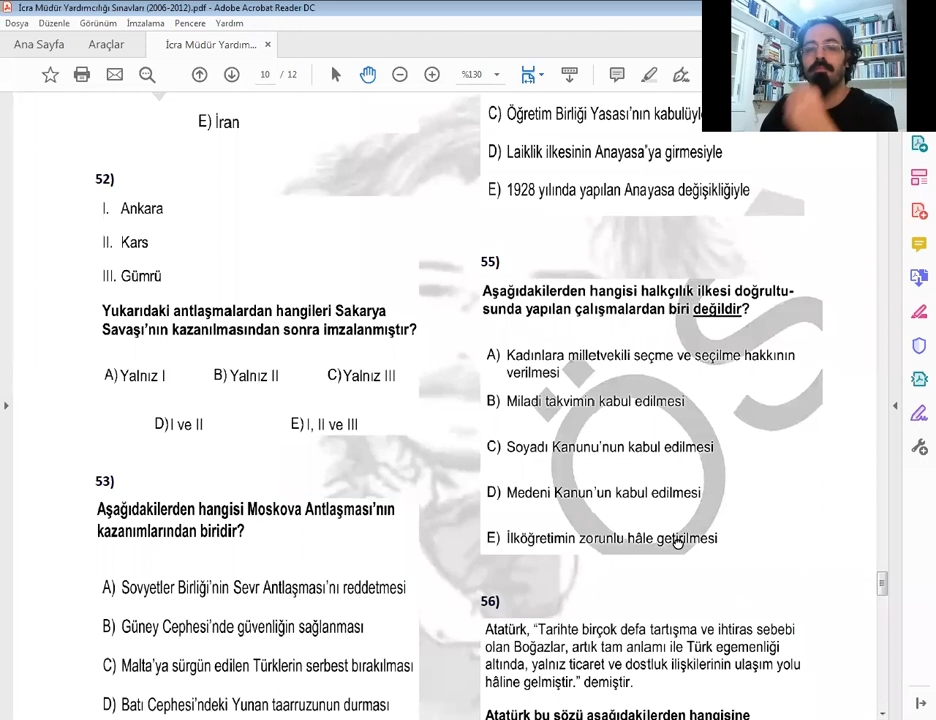 İcra Müdür Yardımcılığı Sınavları (2006-2012).pdf - Adobe Acrobat Reader DC
Dosya Düzenle Görünüm İmzalama Pencere Yardım
Ana Sayfa Araçlar İcra Müdür Yardım... ×
10 / 12 %130
E) İran
52)
I. Ankara
II. Kars
III. Gümrü
Yukarıdaki antlaşmalardan hangileri Sakarya
Savaşı'nın kazanılmasından sonra imzalanmıştır?
A) Yalnız I B) Yalnız II C) Yalnız III
D) I ve II E) I, II ve III
53)
Aşağıdakilerden hangisi Moskova Antlaşması'nın
kazanımlarından biridir?
A) Sovyetler Birliği'nin Sevr Antlaşması'nı reddetmesi
B) Güney Cephesi'nde güvenliğin sağlanması
C) Malta'ya sürgün edilen Türklerin serbest bırakılması
D) Batı Cephesi'ndeki Yunan taarruzunun durması
C) Öğretim Birliği Yasası'nın kabulüyle
D) Laiklik ilkesinin Anayasa'ya girmesiyle
E) 1928 yılında yapılan Anayasa değişikliğiyle
55)
Aşağıdakilerden hangisi halkçılık ilkesi doğrultu-
sunda yapılan çalışmalardan biri değildir?
A) Kadınlara milletvekili seçme ve seçilme hakkının
verilmesi
B) Miladi takvimin kabul edilmesi
C) Soyadı Kanunu'nun kabul edilmesi
D) Medeni Kanun'un kabul edilmesi
E) İlköğretimin zorunlu hâle getirilmesi
56)
Atatürk, "Tarihte birçok defa tartışma ve ihtiras sebebi
olan Boğazlar, artık tam anlamı ile Türk egemenliği
altında, yalnız ticaret ve dostluk ilişkilerinin ulaşım yolu
hâline gelmiştir." demiştir.
Atatürk bu sözü aşağıdakilerden hangisine